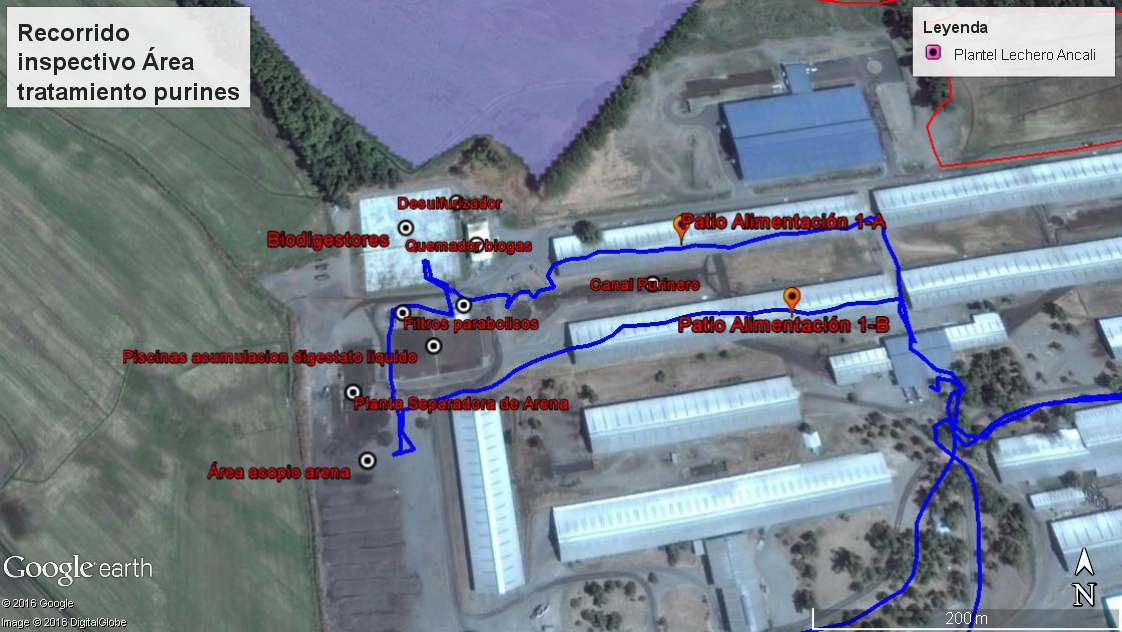 Recorrido
inspectivo Área
tratamiento purines
Leyenda
Plantel Lechero Ancali
Desulfurizador
Patio Alimentación 1-A
Biodigestores
Quemador biogas
Canal Purinero
Filtros parabolicos
Patio Alimentación 1-B
Piscinas acumulacion digestato liquido
Planta Separadora de Arena
Área acopio arena
Google earth
© 2016 Google
Image © 2016 DigitalGlobe
N
200 m